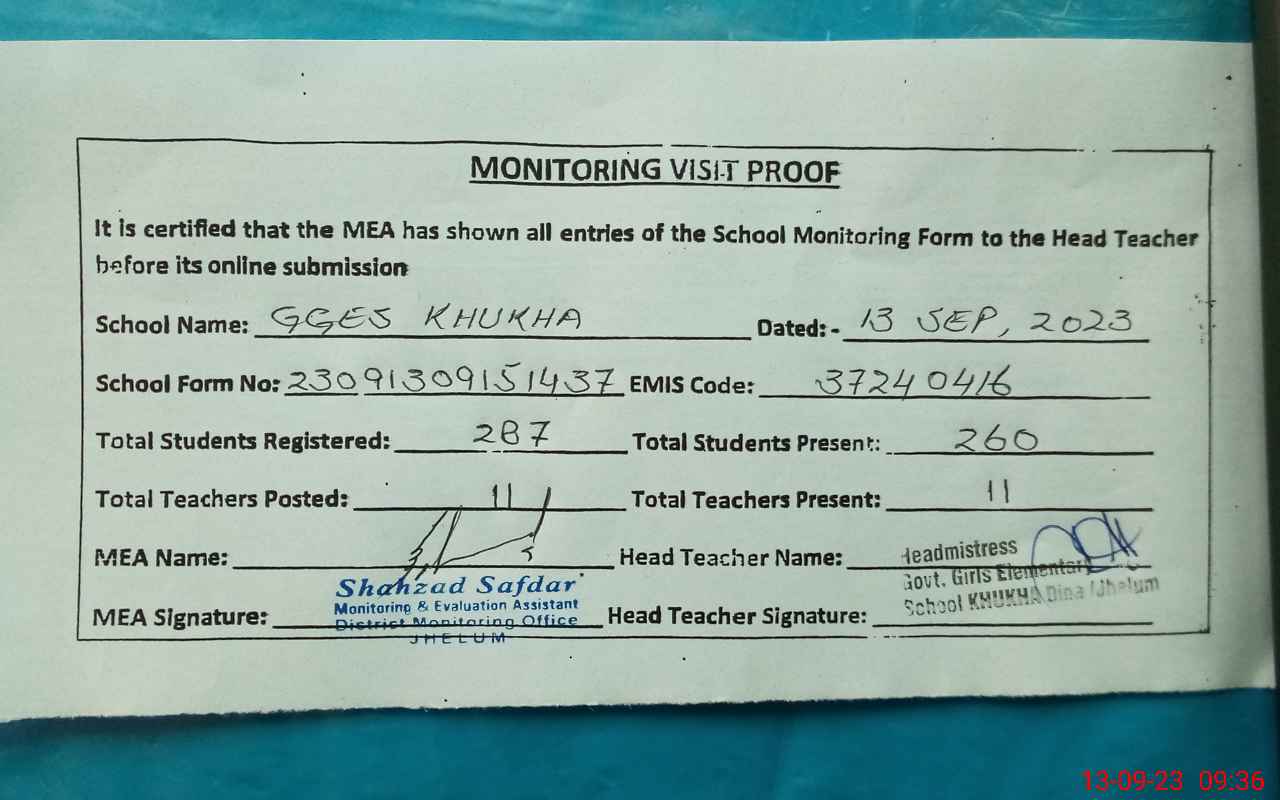 MONITORING VISIT PROOF
It is certified that the MEA has shown all entries of the School Monitoring Form to the Head Teacher
before its online submission
School Name: GGES KHUKHA Dated: - 13 SEP, 2023
School Form No: 23091309151437 EMIS Code: 37240416
Total Students Registered: 287 Total Students Present: 260
Total Teachers Posted: 11 Total Teachers Present: 11
MEA Name: Head Teacher Name:
Headmistress
Govt. Girls Elementary
School KHUKHA Dina (Jhelum
Shahzad Safdar
Monitoring & Evaluation Assistant
District Monitoring Office
JHELUM
MEA Signature: Head Teacher Signature:
13-09-23 09:36